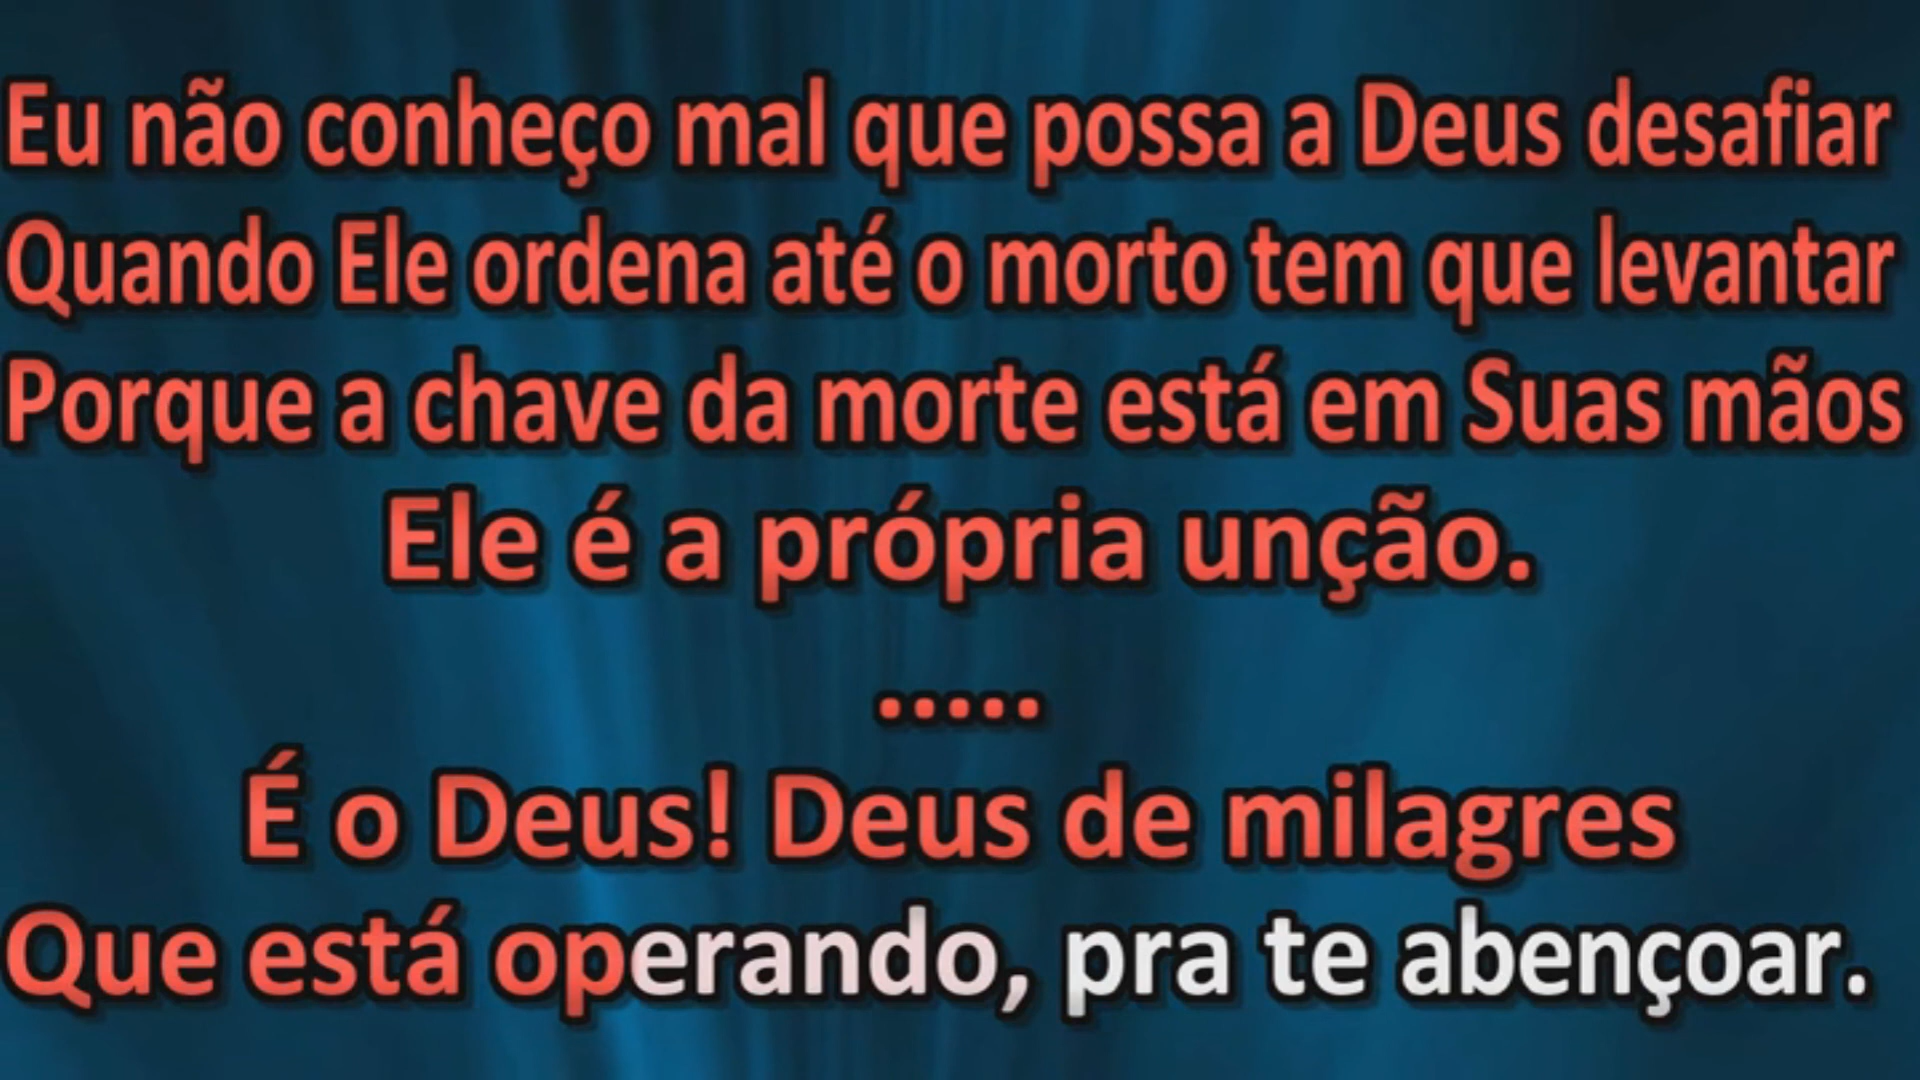 Eu não conheço mal que possa a Deus desafiar
Quando Ele ordena até o morto tem que levantar
Porque a chave da morte está em Suas mãos
Ele é a própria unção.
.....
É o Deus! Deus de milagres
Que está operando, pra te abençoar.